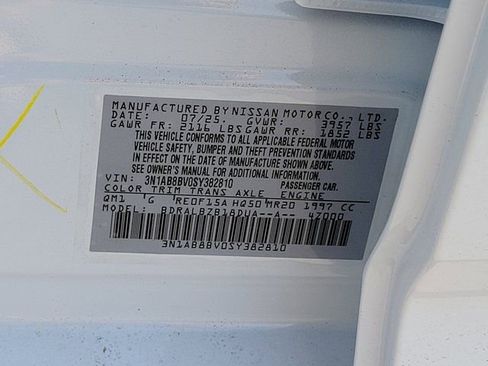 MANUFACTURED BY NISSAN MOTOR CO., LTD.
DATE: 07/25 GVWR: 3957 LBS
GAWR FR: 2116 LBS GAWR RR: 1852 LBS
THIS VEHICLE CONFORMS TO ALL APPLICABLE FEDERAL MOTOR
VEHICLE SAFETY, BUMPER AND THEFT PREVENTION STANDARDS
IN EFFECT ON THE DATE OF MANUFACTURE SHOWN ABOVE.
SEE OWNER'S MANUAL FOR ADDITIONAL INFORMATION
VIN: 3N1AB8BV0SY382810 PASSENGER CAR.
COLOR TRIM TRANS AXLE ENGINE
QM1 G RE0F15A HQ50 MR20 1997 CC
MODEL: BDRALBZB18DUA--A-- 47000
3N1AB8BV0SY382810